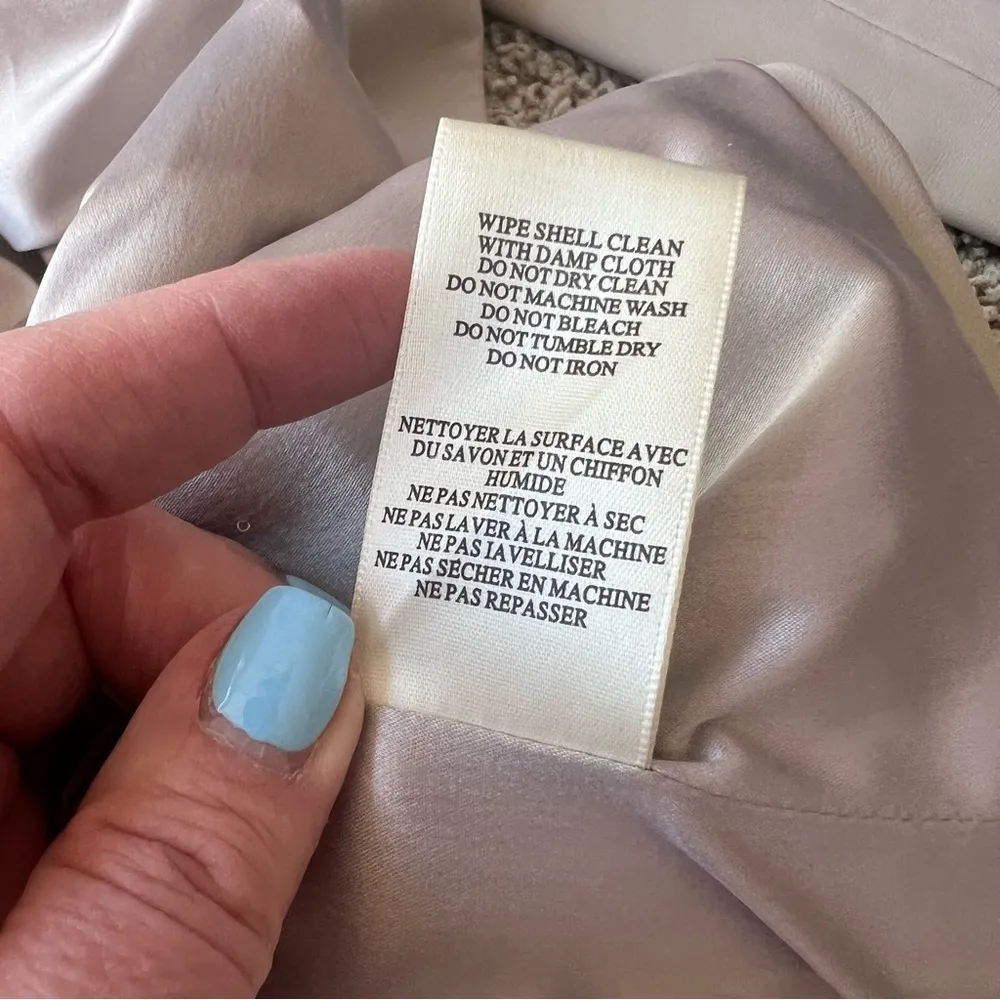 WIPE SHELL CLEAN
WITH DAMP CLOTH
DO NOT DRY CLEAN
DO NOT MACHINE WASH
DO NOT BLEACH
DO NOT TUMBLE DRY
DO NOT IRON
NETTOYER LA SURFACE AVEC
DU SAVON ET UN CHIFFON
HUMIDE
NE PAS NETTOYER À SEC
NE PAS LAVER À LA MACHINE
NE PAS IAVELLISER
NE PAS SÉCHER EN MACHINE
NE PAS REPASSER